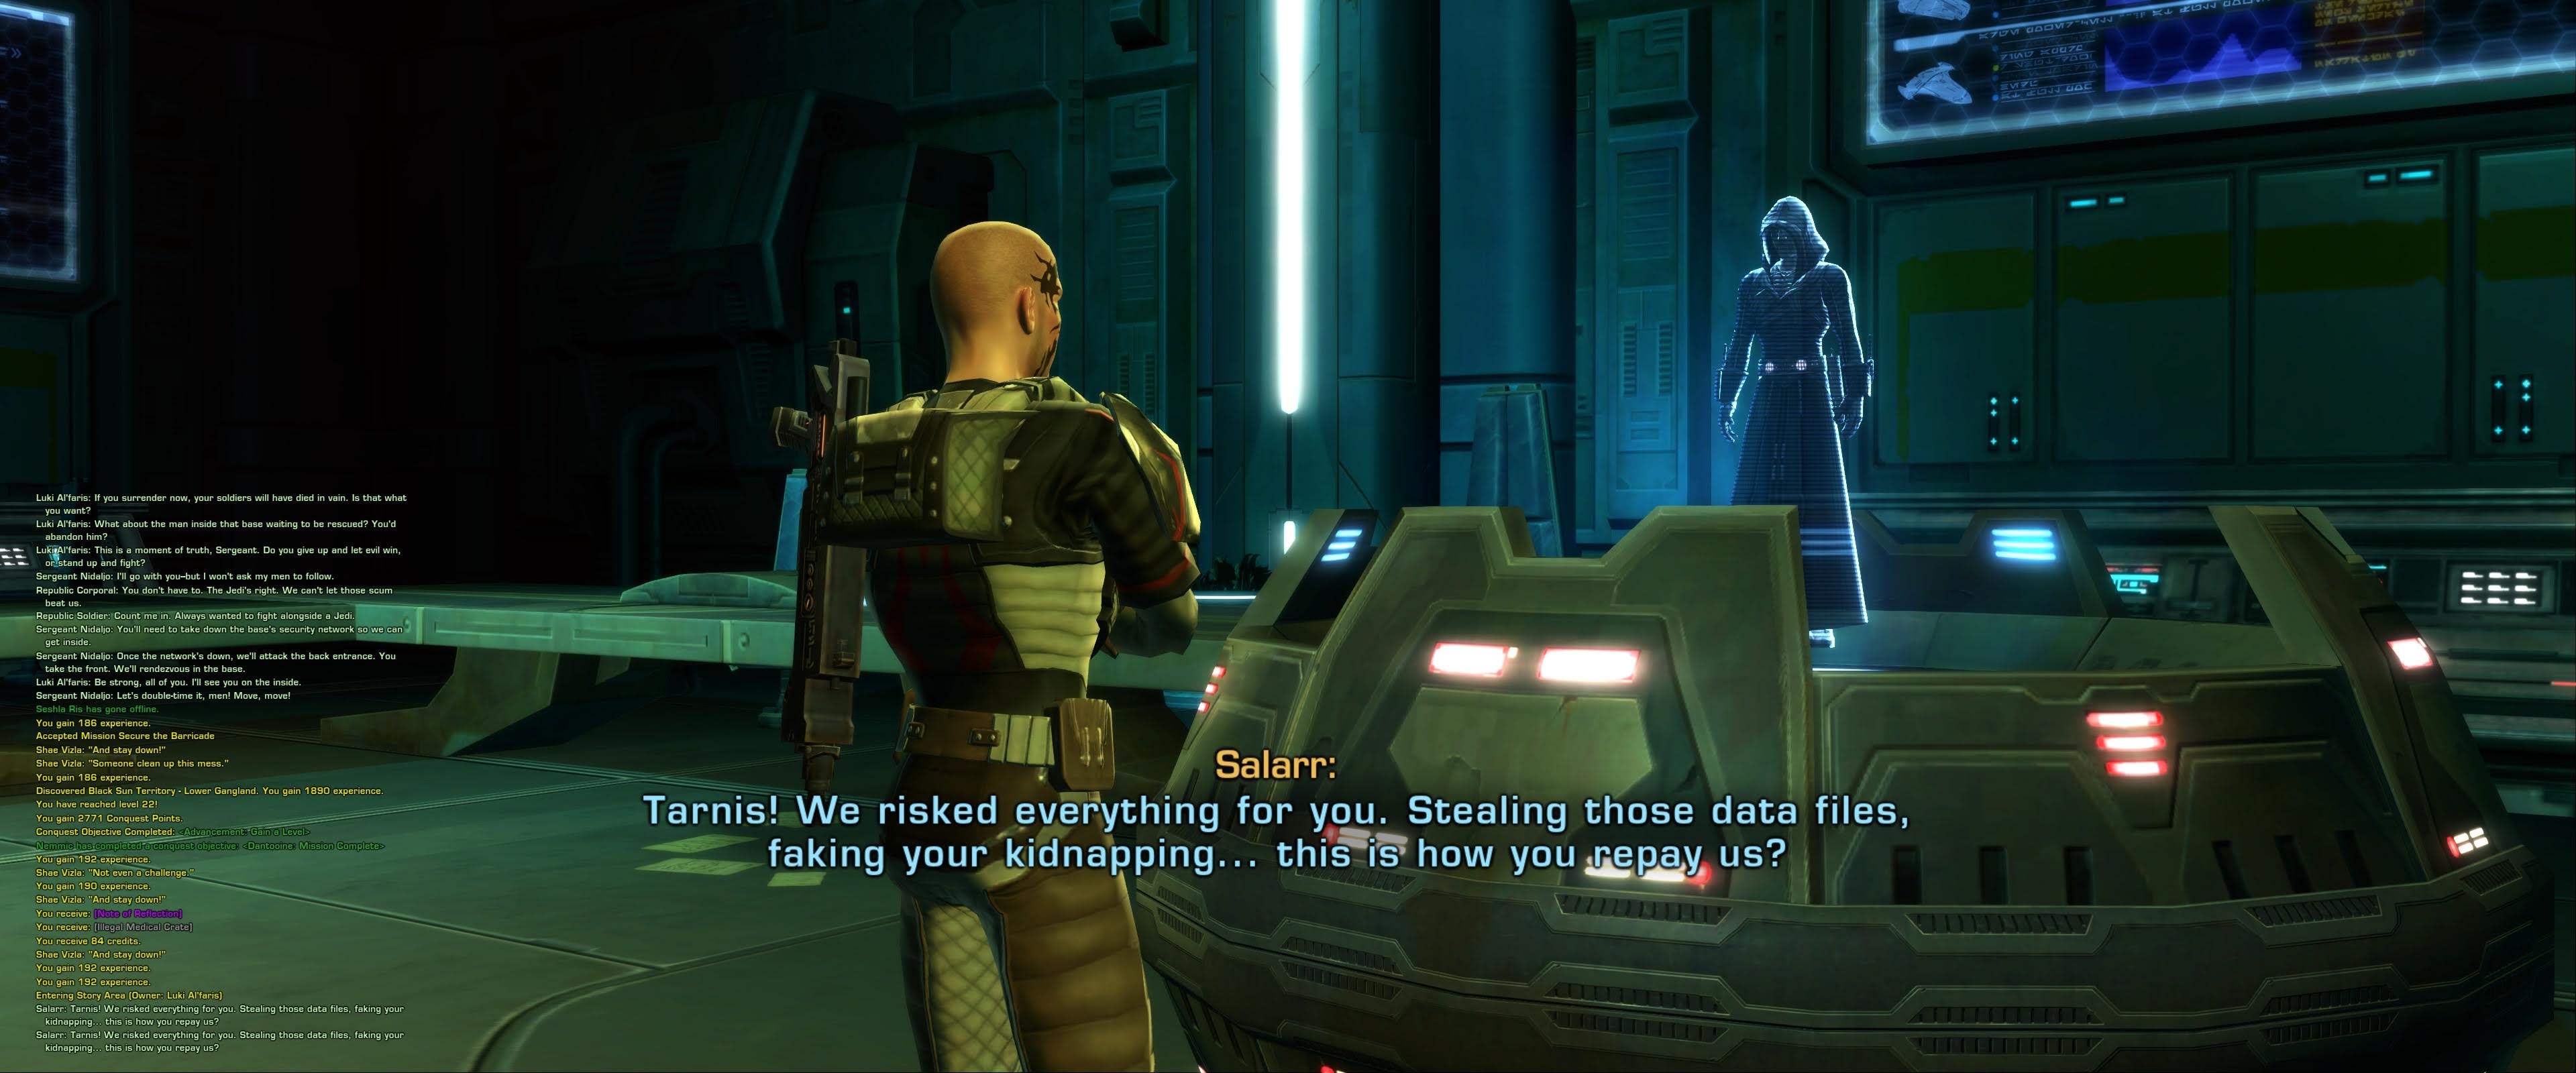 Luki Al'faris: If you surrender now, your soldiers will have died in vain. Is that what
you want?
Luki Al'faris: What about the man inside that base waiting to be rescued? You'd
abandon him?
Luki Al'faris: This is a moment of truth, Sergeant. Do you give up and let evil win,
or stand up and fight?
Sergeant Nidaljo: I'll go with you—but I won't ask my men to follow.
Republic Corporal: You don't have to. The Jedi's right. We can't let those scum
beat us.
Republic Soldier: Count me in. Always wanted to fight alongside a Jedi.
Sergeant Nidaljo: You'll need to take down the base's security network so we can
get inside.
Sergeant Nidaljo: Once the network's down, we'll attack the back entrance. You
take the front. We'll rendezvous in the base.
Luki Al'faris: Be strong, all of you. I'll see you on the inside.
Sergeant Nidaljo: Let's double-time it, men! Move, move!
Seshla Ris has gone offline.
You gain 186 experience.
Accepted Mission Secure the Barricade
Shae Vizla: "And stay down!"
Shae Vizla: "Someone clean up this mess."
You gain 186 experience.
Discovered Black Sun Territory - Lower Gangland. You gain 1890 experience.
You have reached level 22!
You gain 2771 Conquest Points.
Conquest Objective Completed: <Advancement: Gain a Level>
Nemmic has completed a conquest objective: <Dantooine: Mission Complete>
You gain 192 experience.
Shae Vizla: "Not even a challenge."
You gain 190 experience.
Shae Vizla: "And stay down!"
You receive: [Note of Reflection]
You receive: [Illegal Medical Crate]
You receive 84 credits.
Shae Vizla: "And stay down!"
You gain 192 experience.
You gain 192 experience.
Entering Story Area (Owner: Luki Al'faris)
Salarr: Tarnis! We risked everything for you. Stealing those data files, faking your
kidnapping... this is how you repay us?
Salarr: Tarnis! We risked everything for you. Stealing those data files, faking your
kidnapping... this is how you repay us?
Salarr:
Tarnis! We risked everything for you. Stealing those data files,
faking your kidnapping... this is how you repay us?